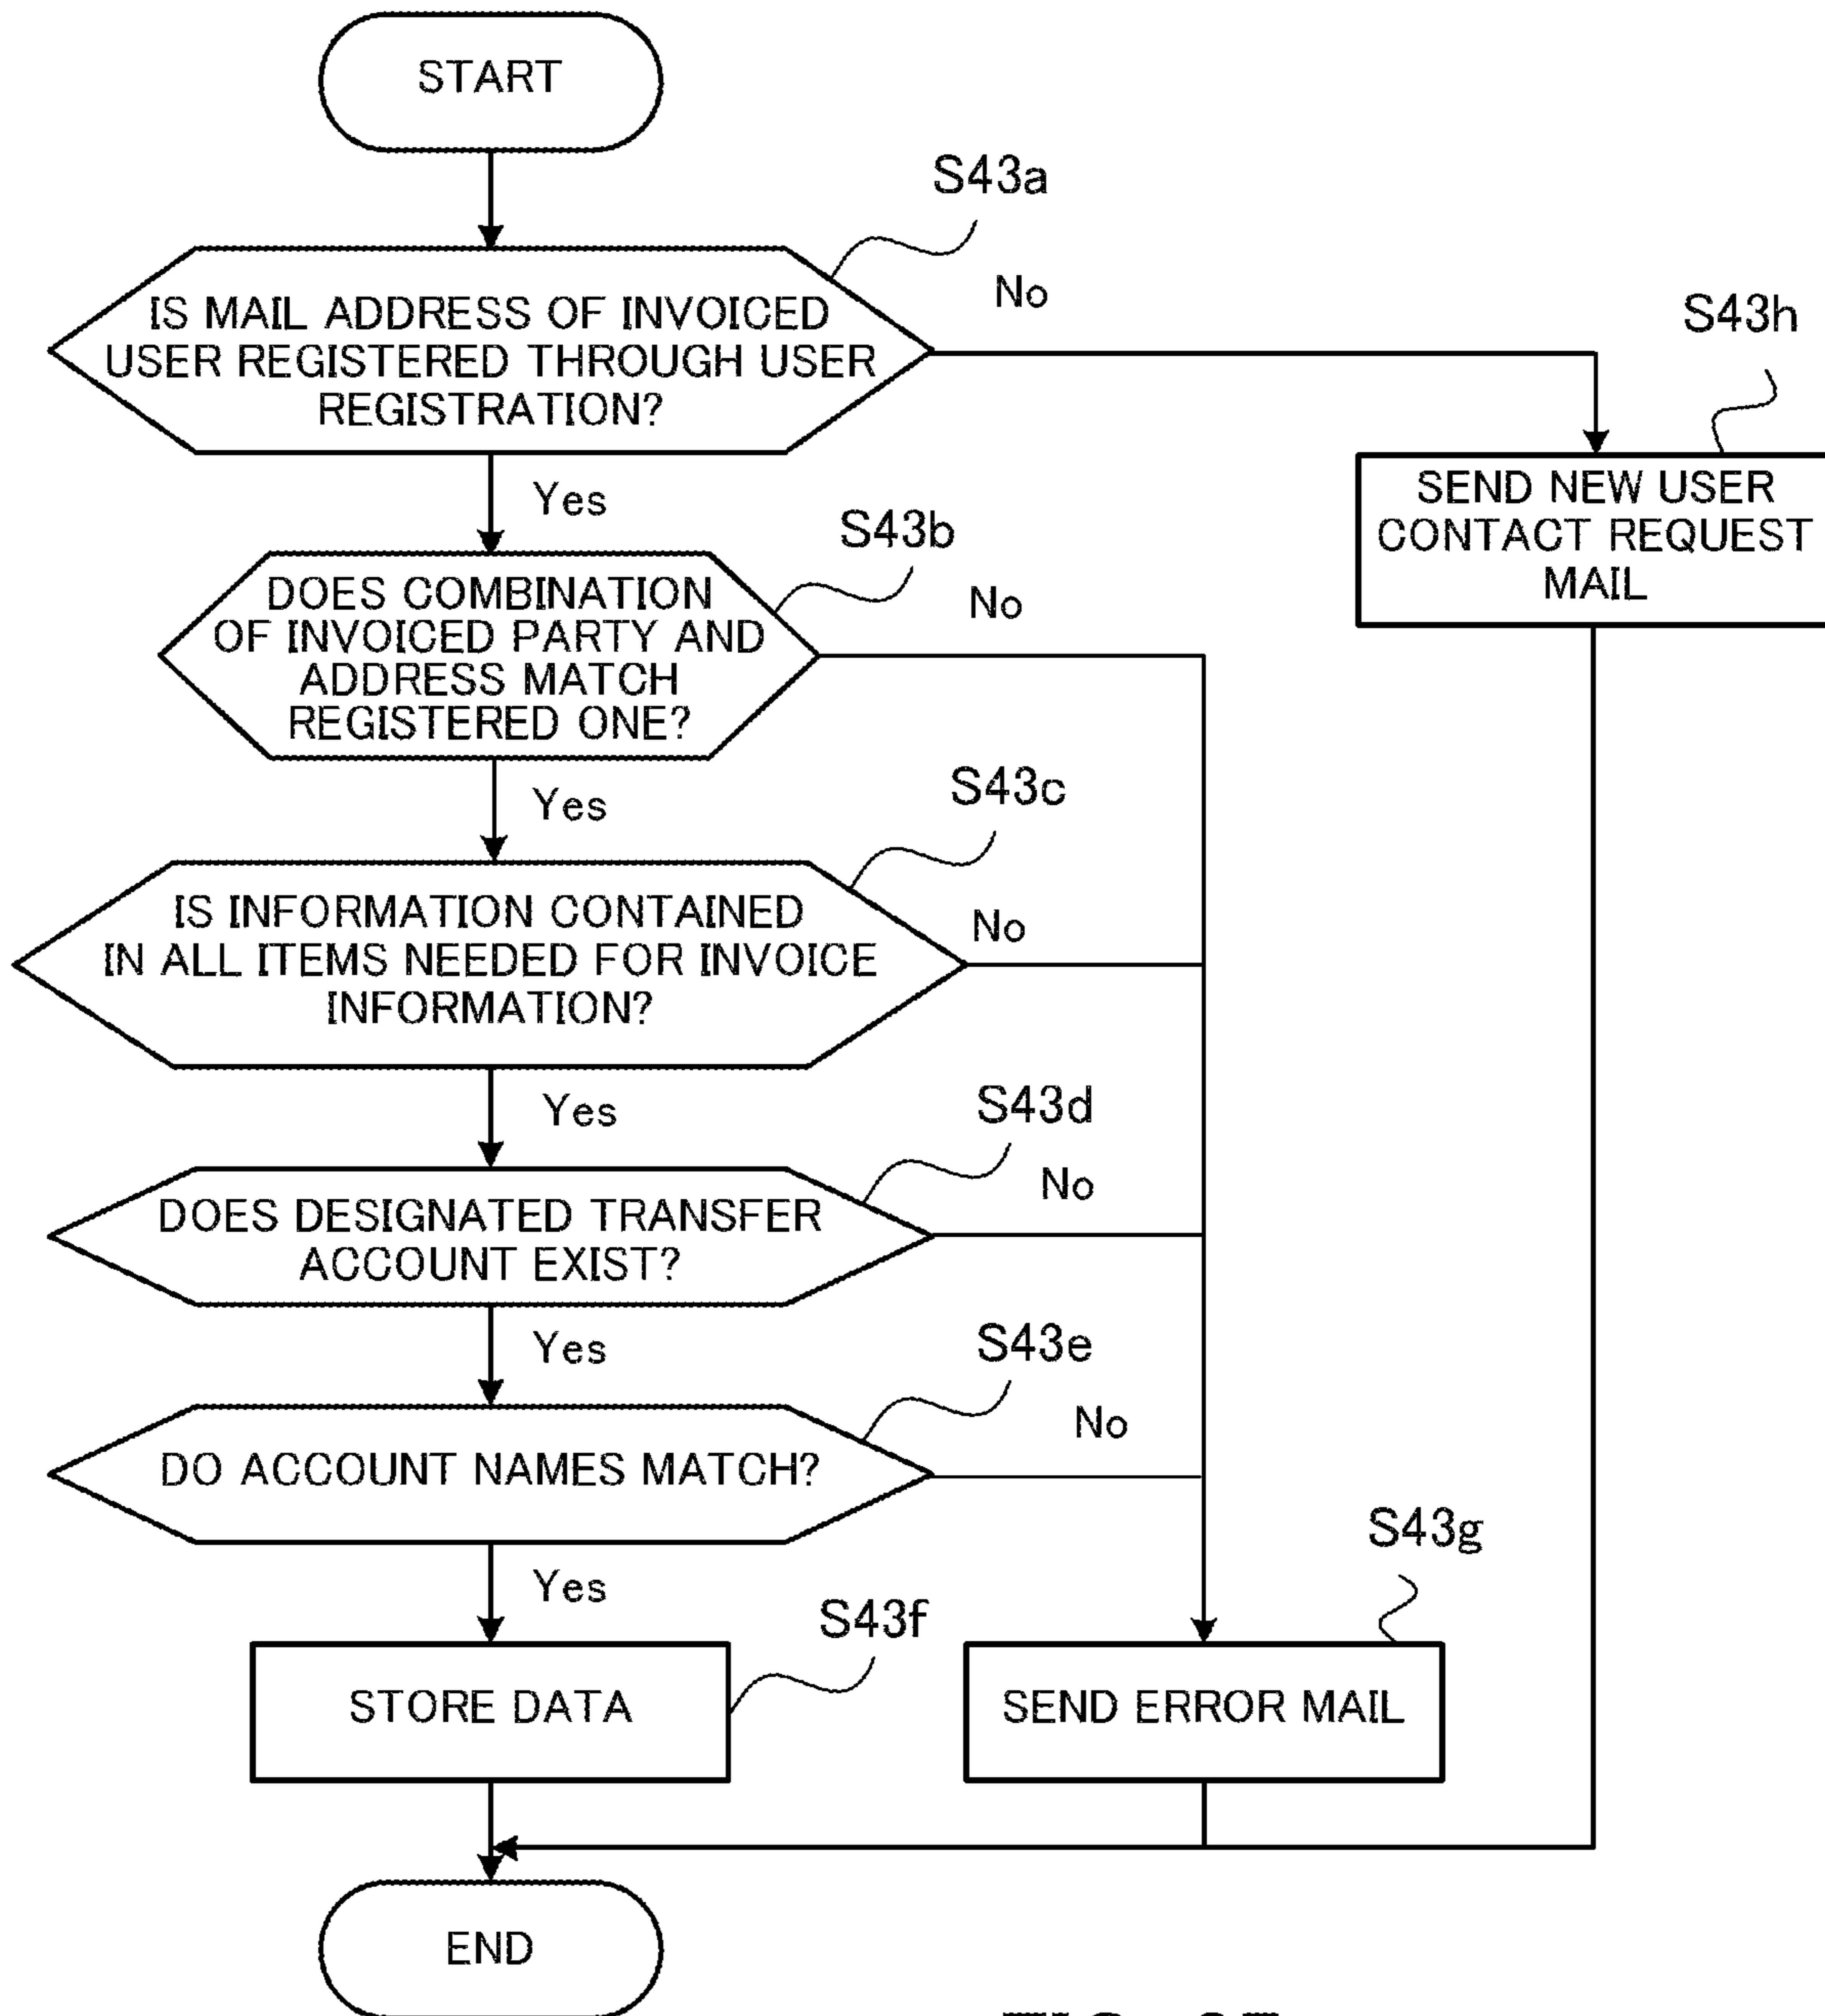 START
S43a
IS MAIL ADDRESS OF INVOICED
USER REGISTERED THROUGH USER
REGISTRATION?
No
S43h
SEND NEW USER
CONTACT REQUEST
MAIL
Yes
S43b
DOES COMBINATION
OF INVOICED PARTY AND
ADDRESS MATCH
REGISTERED ONE?
No
Yes
S43c
IS INFORMATION CONTAINED
IN ALL ITEMS NEEDED FOR INVOICE
INFORMATION?
No
Yes
S43d
DOES DESIGNATED TRANSFER
ACCOUNT EXIST?
No
Yes
S43e
DO ACCOUNT NAMES MATCH?
No
Yes
S43f
STORE DATA
S43g
SEND ERROR MAIL
END